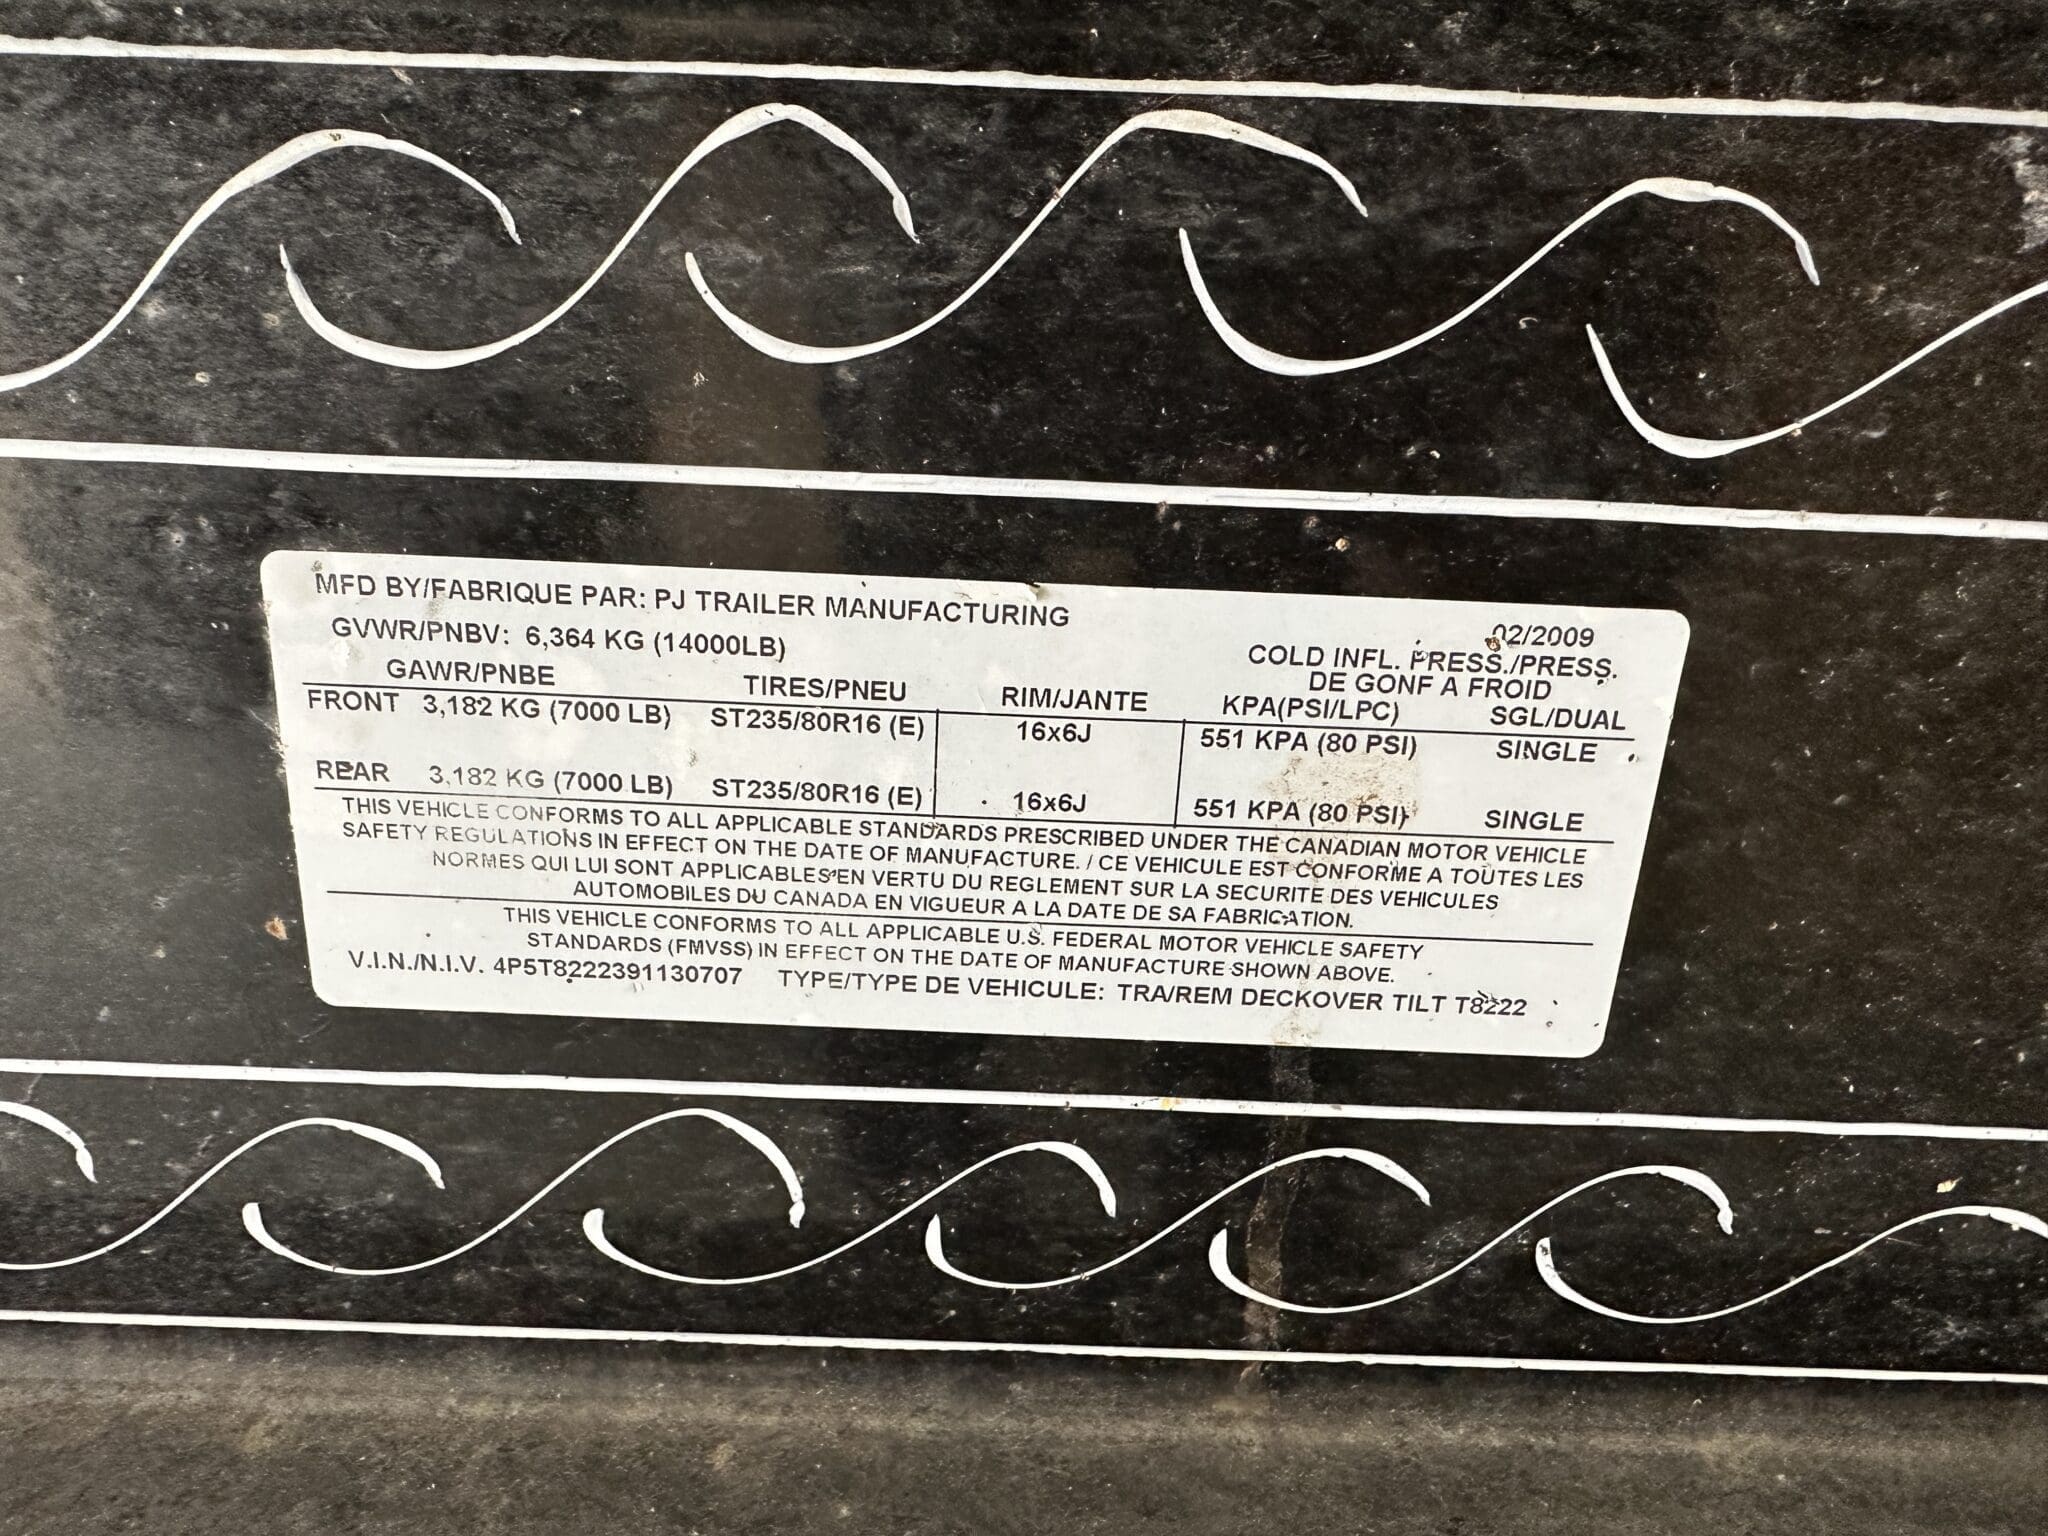 MFD BY/FABRIQUE PAR: PJ TRAILER MANUFACTURING
02/2009
GVWR/PNBV: 6,364 KG (14000LB)
COLD INFL. PRESS./PRESS.
DE GONF A FROID
GAWR/PNBE TIRES/PNEU RIM/JANTE KPA(PSI/LPC) SGL/DUAL
FRONT 3,182 KG (7000 LB) ST235/80R16 (E) 16x6J 551 KPA (80 PSI) SINGLE
REAR 3,182 KG (7000 LB) ST235/80R16 (E) 16x6J 551 KPA (80 PSI) SINGLE
THIS VEHICLE CONFORMS TO ALL APPLICABLE STANDARDS PRESCRIBED UNDER THE CANADIAN MOTOR VEHICLE
SAFETY REGULATIONS IN EFFECT ON THE DATE OF MANUFACTURE. / CE VEHICULE EST CONFORME A TOUTES LES
NORMES QUI LUI SONT APPLICABLES EN VERTU DU REGLEMENT SUR LA SECURITE DES VEHICULES
AUTOMOBILES DU CANADA EN VIGUEUR A LA DATE DE SA FABRICATION.
THIS VEHICLE CONFORMS TO ALL APPLICABLE U.S. FEDERAL MOTOR VEHICLE SAFETY
STANDARDS (FMVSS) IN EFFECT ON THE DATE OF MANUFACTURE SHOWN ABOVE.
V.I.N./N.I.V. 4P5T8222391130707 TYPE/TYPE DE VEHICULE: TRA/REM DECKOVER TILT T8222